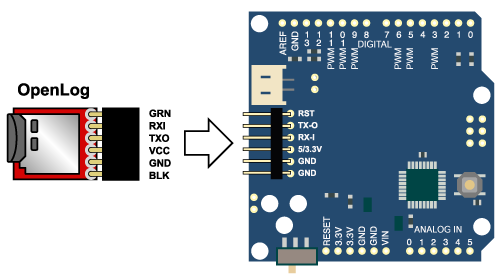 OpenLog
GRN
RXI
TXO
VCC
GND
BLK
AREF
GND
13
12
PWM 11
PWM 10
PWM 9
8
7
PWM 6
PWM 5
4
PWM 3
2
1
0
DIGITAL
RST
TX-O
RX-I
5/3.3V
GND
GND
RESET
3.3V
3.3V
GND
GND
VIN
ANALOG IN
0 1 2 3 4 5